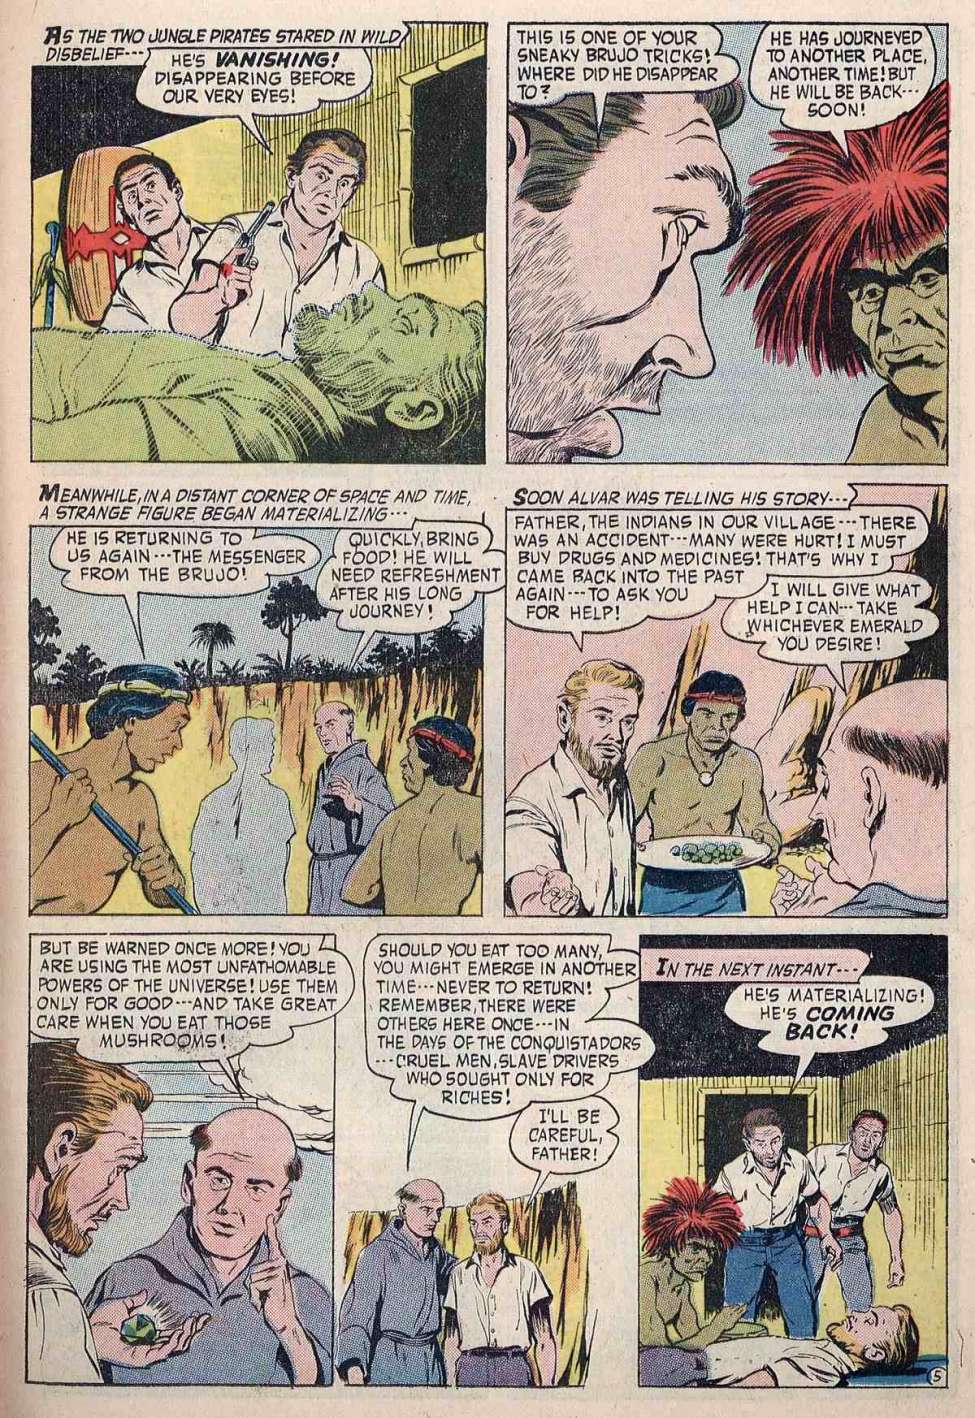 AS THE TWO JUNGLE PIRATES STARED IN WILD
DISBELIEF---
HE'S VANISHING!
DISAPPEARING BEFORE
OUR VERY EYES!
THIS IS ONE OF YOUR
SNEAKY BRUJO TRICKS!
WHERE DID HE DISAPPEAR
TO?
HE HAS JOURNEYED
TO ANOTHER PLACE,
ANOTHER TIME! BUT
HE WILL BE BACK---
SOON!
MEANWHILE, IN A DISTANT CORNER OF SPACE AND TIME,
A STRANGE FIGURE BEGAN MATERIALIZING---
HE IS RETURNING TO
US AGAIN---THE MESSENGER
FROM THE BRUJO!
QUICKLY, BRING
FOOD! HE WILL
NEED REFRESHMENT
AFTER HIS LONG
JOURNEY!
SOON ALVAR WAS TELLING HIS STORY---
FATHER, THE INDIANS IN OUR VILLAGE---THERE
WAS AN ACCIDENT---MANY WERE HURT! I MUST
BUY DRUGS AND MEDICINES! THAT'S WHY I
CAME BACK INTO THE PAST
AGAIN---TO ASK YOU
FOR HELP!
I WILL GIVE WHAT
HELP I CAN---TAKE
WHICHEVER EMERALD
YOU DESIRE!
BUT BE WARNED ONCE MORE! YOU
ARE USING THE MOST UNFATHOMABLE
POWERS OF THE UNIVERSE! USE THEM
ONLY FOR GOOD---AND TAKE GREAT
CARE WHEN YOU EAT THOSE
MUSHROOMS!
SHOULD YOU EAT TOO MANY,
YOU MIGHT EMERGE IN ANOTHER
TIME---NEVER TO RETURN!
REMEMBER, THERE WERE
OTHERS HERE ONCE---IN
THE DAYS OF THE CONQUISTADORS
---CRUEL MEN, SLAVE DRIVERS
WHO SOUGHT ONLY FOR
RICHES!
I'LL BE
CAREFUL,
FATHER!
IN THE NEXT INSTANT---
HE'S MATERIALIZING!
HE'S COMING
BACK!
5